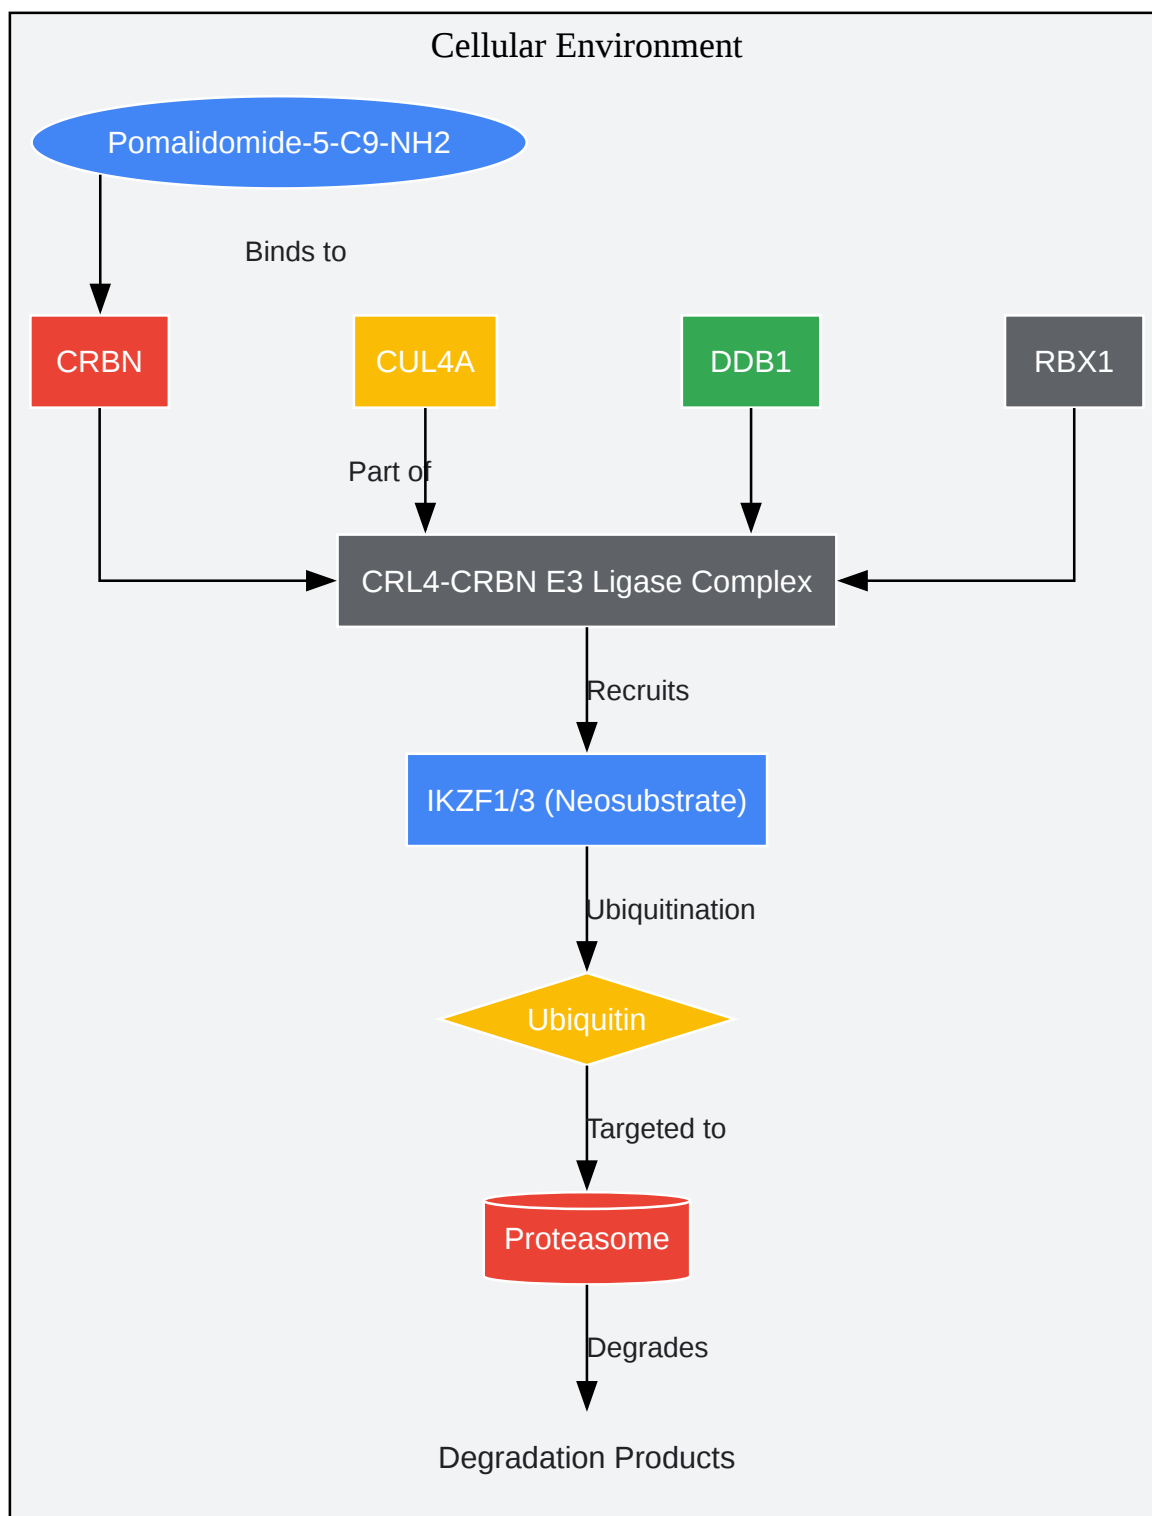 Cellular Environment
Pomalidomide-5-C9-NH2
Binds to
CRBN
CUL4A
DDB1
RBX1
Part of
CRL4-CRBN E3 Ligase Complex
Recruits
IKZF1/3 (Neosubstrate)
Ubiquitination
Ubiquitin
Targeted to
Proteasome
Degrades
Degradation Products